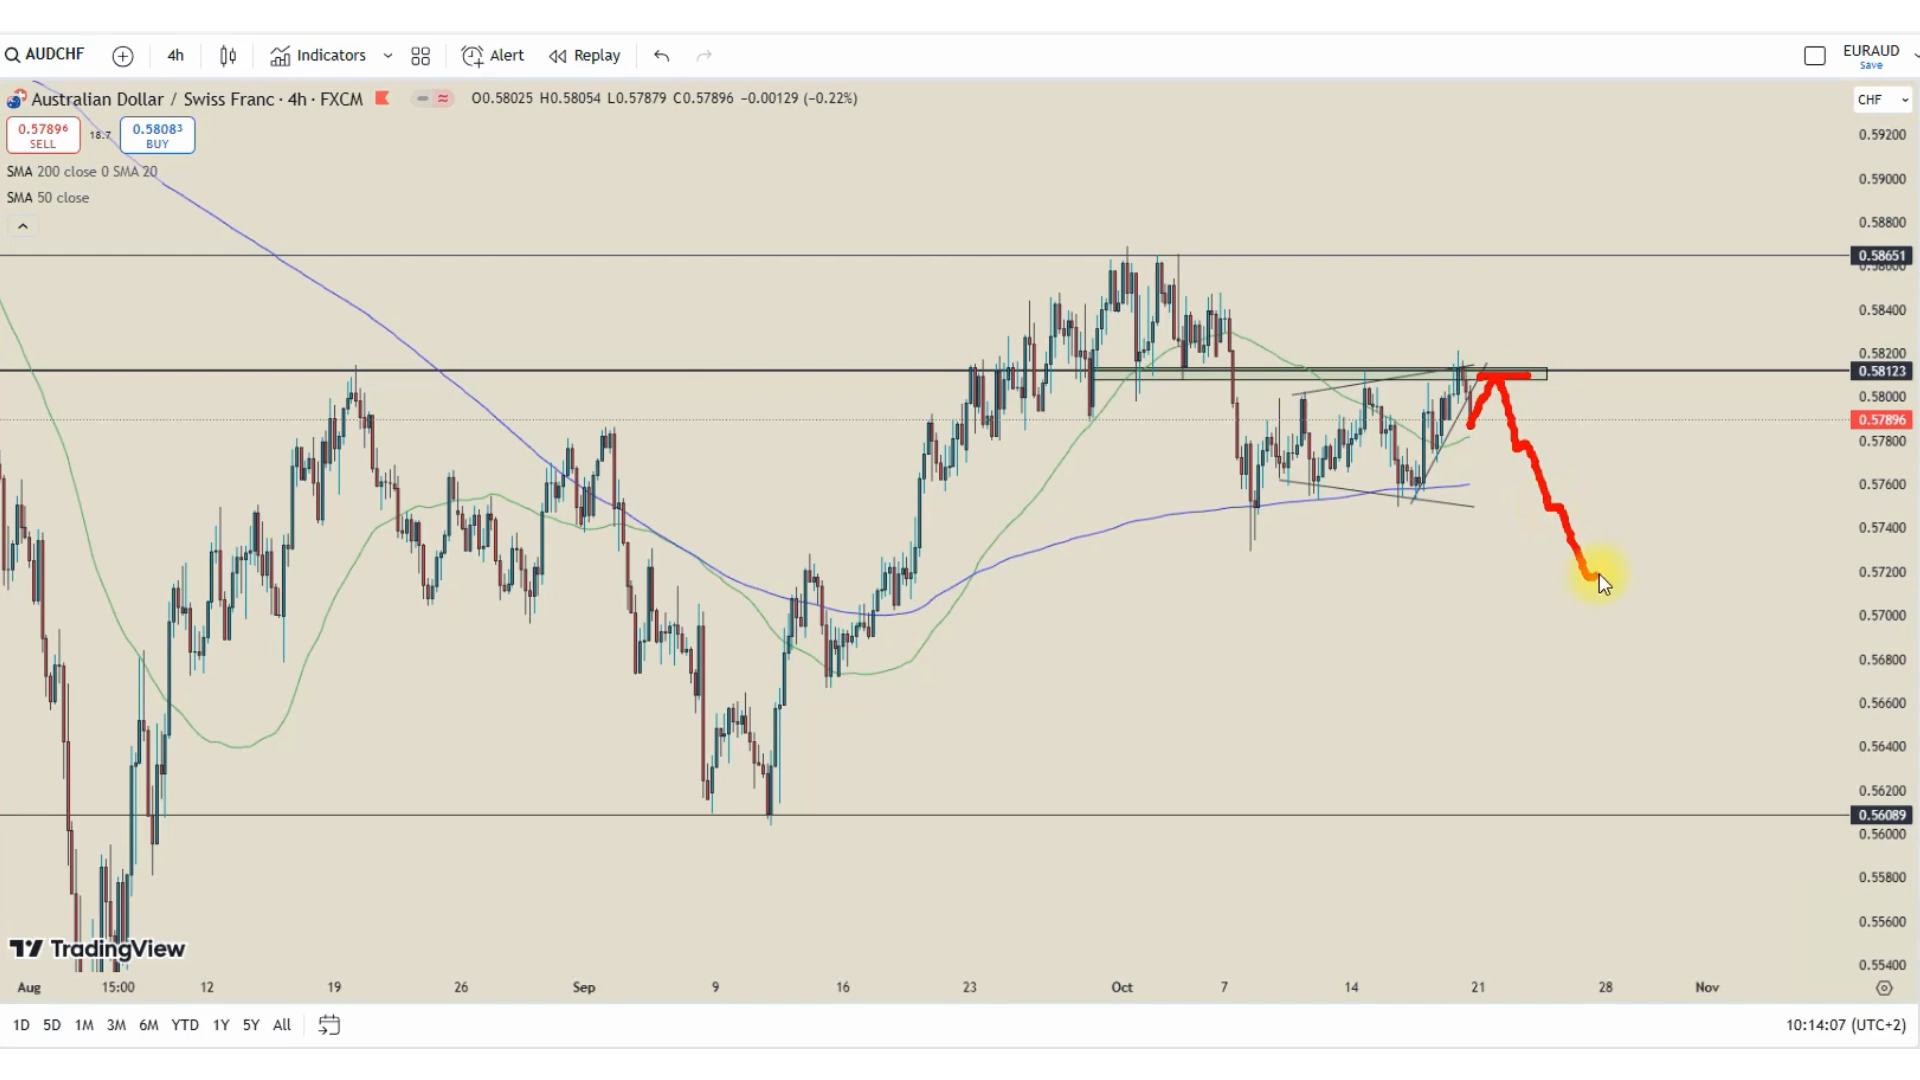 AUDCHF 4h Indicators Alert Replay EURAUD
Save
Australian Dollar / Swiss Franc · 4h · FXCM O0.58025 H0.58054 L0.57879 C0.57896 −0.00129 (−0.22%) CHF
0.57896 18.7 0.58083
SELL BUY
SMA 200 close 0 SMA 20
SMA 50 close
0.59200
0.59000
0.58800
0.58651
0.58600
0.58400
0.58200
0.58123
0.58000
0.57896
0.57800
0.57600
0.57400
0.57200
0.57000
0.56800
0.56600
0.56400
0.56200
0.56089
0.56000
0.55800
0.55600
0.55400
TradingView
Aug 15:00 12 19 26 Sep 9 16 23 Oct 7 14 21 28 Nov
1D 5D 1M 3M 6M YTD 1Y 5Y All 10:14:07 (UTC+2)